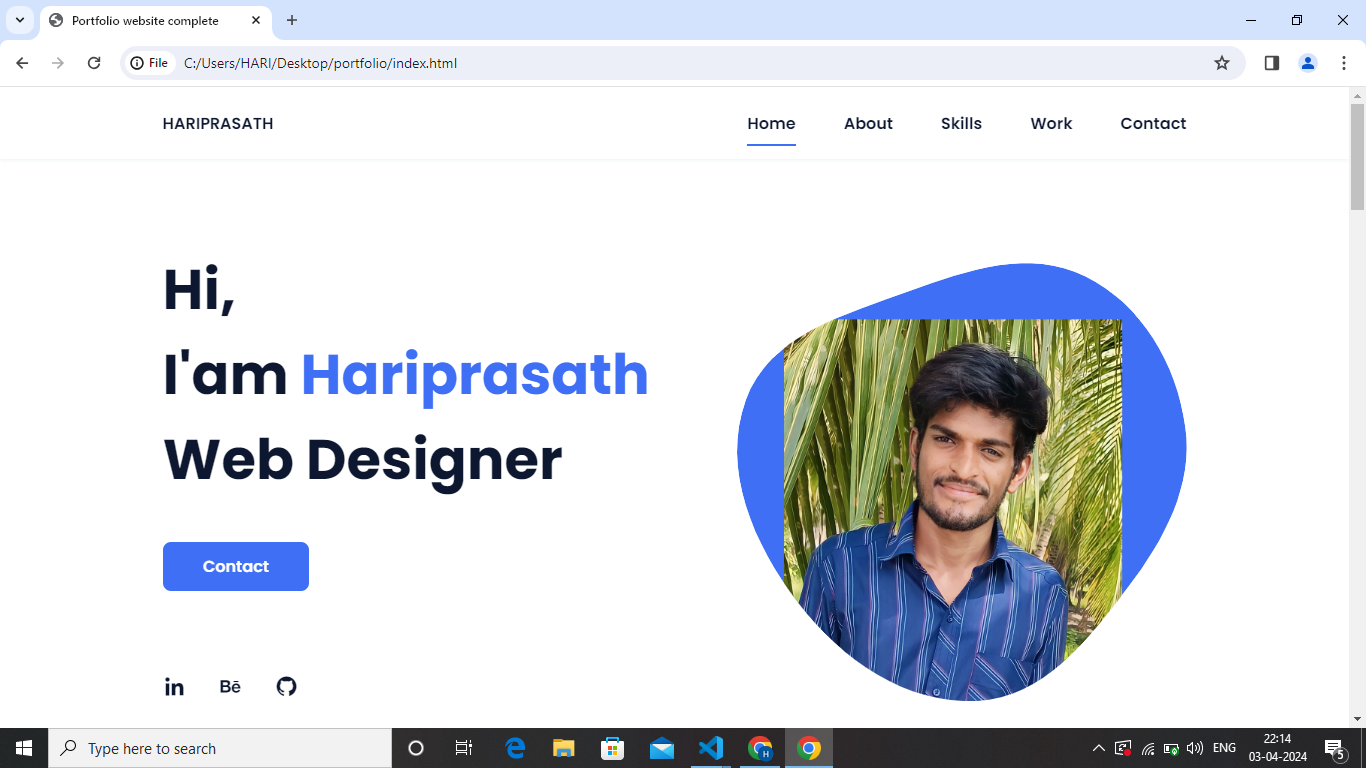 Portfolio website complete
File
C:/Users/HARI/Desktop/portfolio/index.html
HARIPRASATH
Home
About
Skills
Work
Contact
Hi,
I'am Hariprasath
Web Designer
Contact
in
Bē
Type here to search
H
ENG
22:14
03-04-2024
5